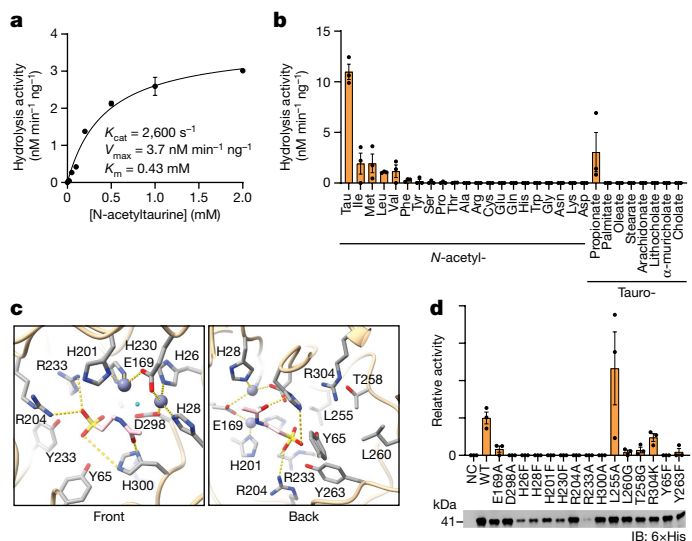 a
Hydrolysis activity
(nM min−1 ng−1)
4
3
2
1
0
0
0.5
1.0
1.5
2.0
Kcat = 2,600 s−1
Vmax = 3.7 nM min−1 ng−1
Km = 0.43 mM
[N-acetyltaurine] (mM)
b
Hydrolysis activity
(nM min−1 ng−1)
15
10
5
0
Tau
Ile
Met
Leu
Val
Phe
Tyr
Ser
Pro
Thr
Ala
Arg
Cys
Glu
Gln
His
Trp
Gly
Asn
Lys
Asp
Propionate
Palmitate
Oleate
Stearate
Arachidonate
Lithocholate
α-muricholate
Cholate
N-acetyl-
Tauro-
c
H201
H230
E169
H26
R233
R204
H28
D298
Y233
Y65
H300
Front
H28
R304
T258
L255
E169
Y65
L260
H201
R233
Y263
R204
Back
d
Relative activity
NC
WT
E169A
D298A
H26F
H28F
H201F
H230F
R204A
R233A
H300A
L255A
L260G
T258G
R304K
Y65F
Y263F
kDa
41
IB: 6×His